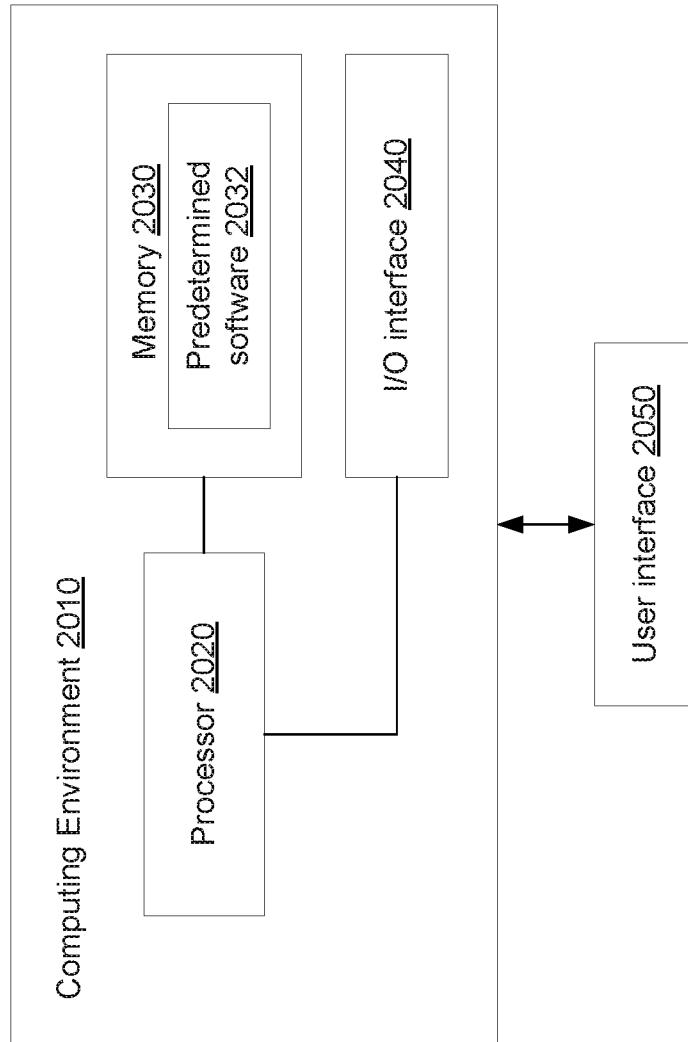 Computing Environment 2010
Processor 2020
Memory 2030
Predetermined
software 2032
I/O interface 2040
User interface 2050